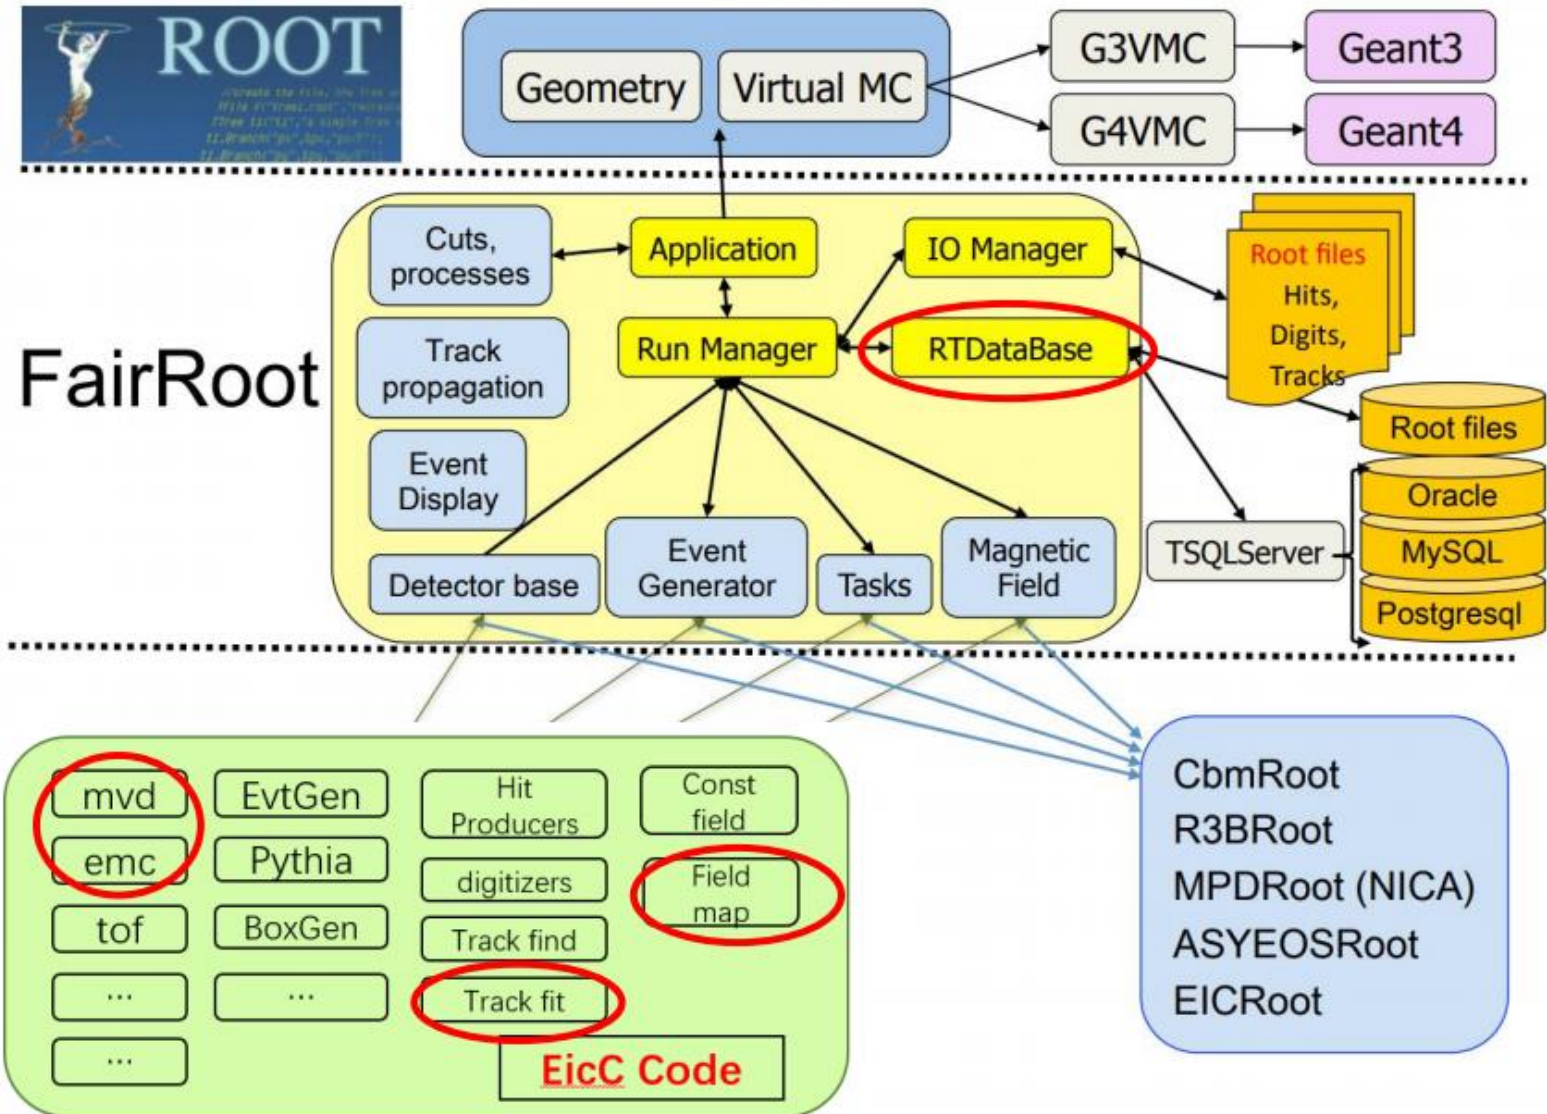 ROOT
Geometry
Virtual MC
G3VMC
Geant3
G4VMC
Geant4
FairRoot
Cuts,
processes
Application
IO Manager
Root files
Hits,
Digits,
Tracks
Track
propagation
Run Manager
RTDataBase
Event
Display
Root files
Oracle
MySQL
Postgresql
TSQLServer
Detector base
Event
Generator
Tasks
Magnetic
Field
mvd
emc
tof
...
...
EvtGen
Pythia
BoxGen
...
Hit
Producers
digitizers
Track find
Track fit
Const
field
Field
map
EicC Code
CbmRoot
R3BRoot
MPDRoot (NICA)
ASYEOSRoot
EICRoot